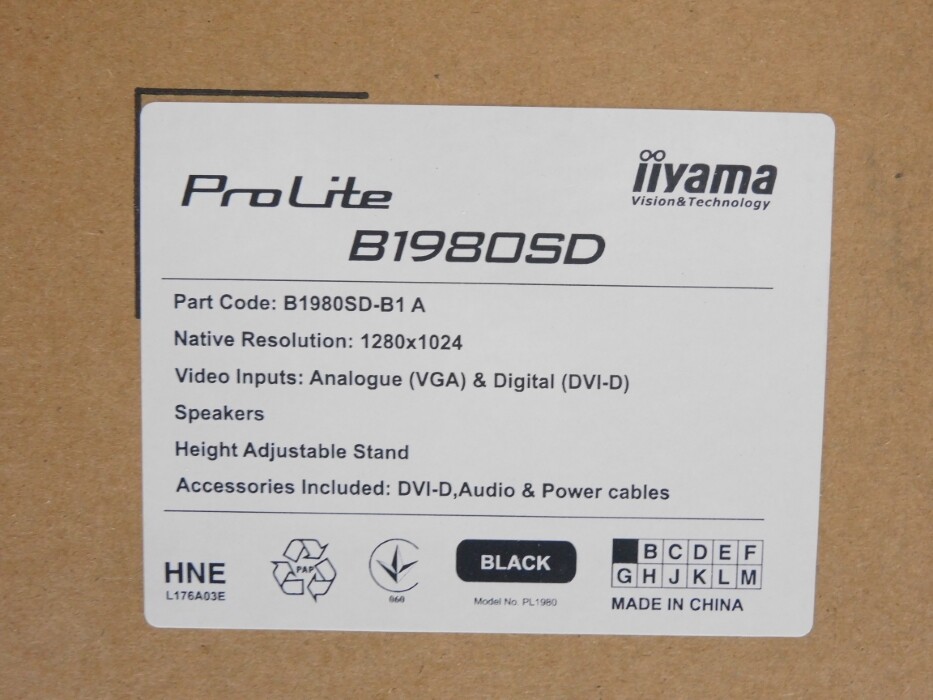 ProLite
iiyama
Vision&Technology
B1980SD
Part Code: B1980SD-B1 A
Native Resolution: 1280x1024
Video Inputs: Analogue (VGA) & Digital (DVI-D)
Speakers
Height Adjustable Stand
Accessories Included: DVI-D,Audio & Power cables
HNE
L176A03E
PAP
060
BLACK
Model No. PL1980
B C D E F
G H J K L M
MADE IN CHINA